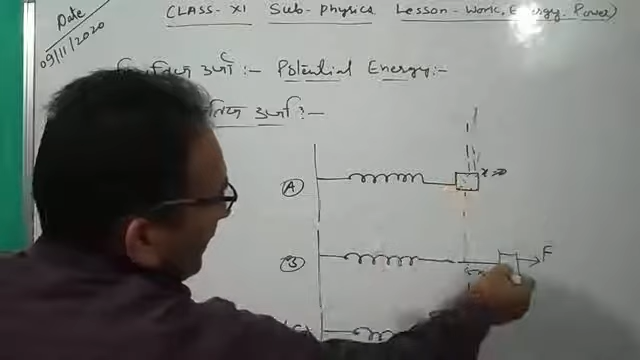 Date
09/11/2020
CLASS-XI Sub-Physics Lesson-Work, Energy. Power)
ऊर्जा :- Potential Energy:-
ऊर्जा :-
A
x=0
B
F